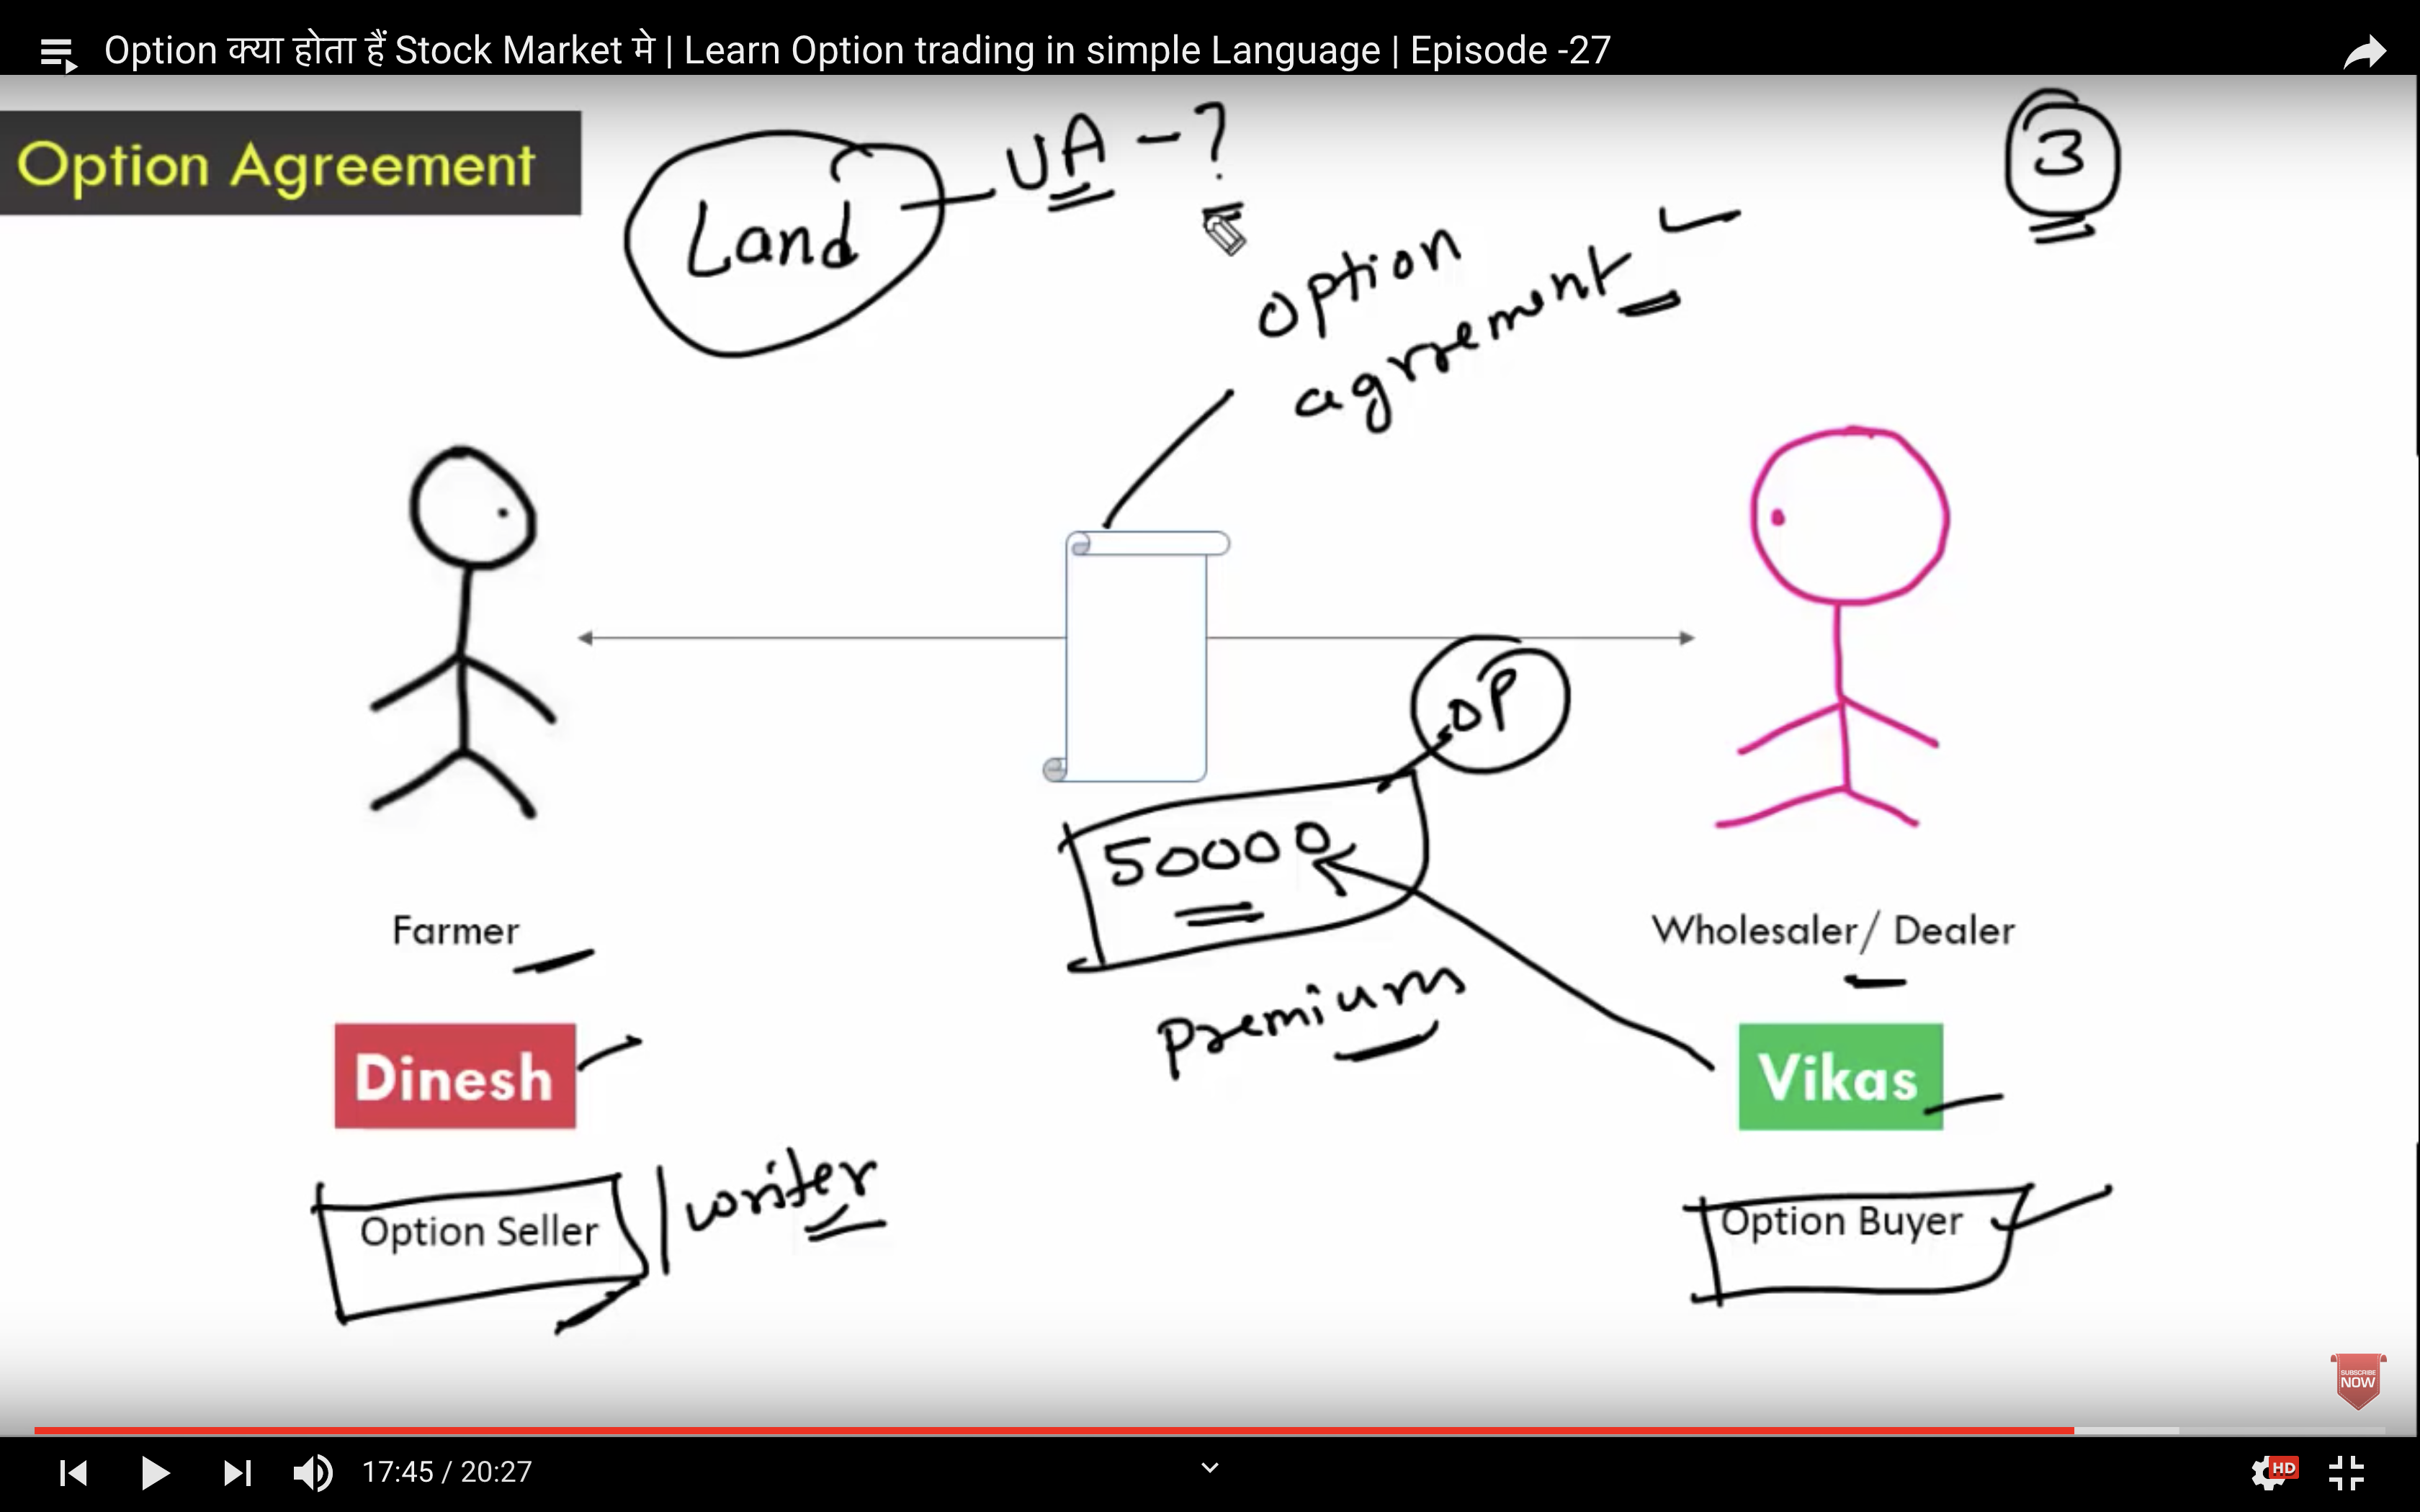 Option क्या होता हैं Stock Market मे | Learn Option trading in simple Language | Episode -27
Option Agreement
Land
UA - ?
3
option
agrrement
OP
50000
premium
Farmer
Wholesaler/ Dealer
Dinesh
Vikas
Option Seller
writer
Option Buyer
SUBSCRIBE
NOW
17:45 / 20:27
HD